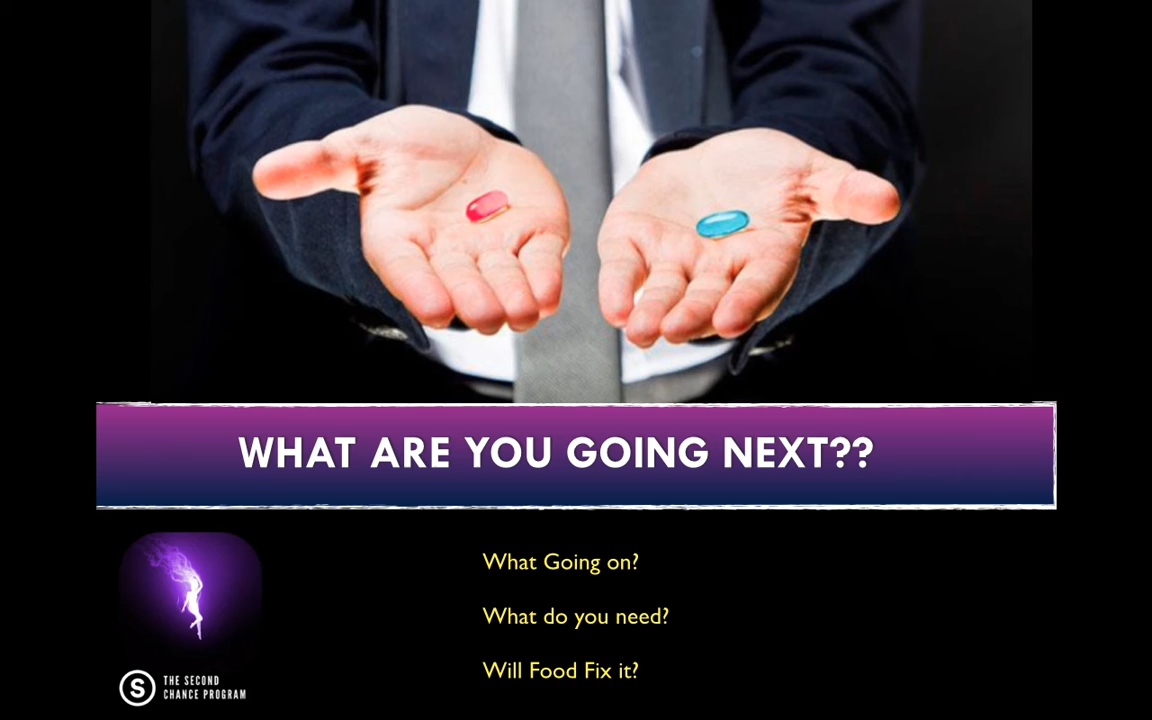 WHAT ARE YOU GOING NEXT??
What Going on?
What do you need?
Will Food Fix it?
S
THE SECOND
CHANCE PROGRAM